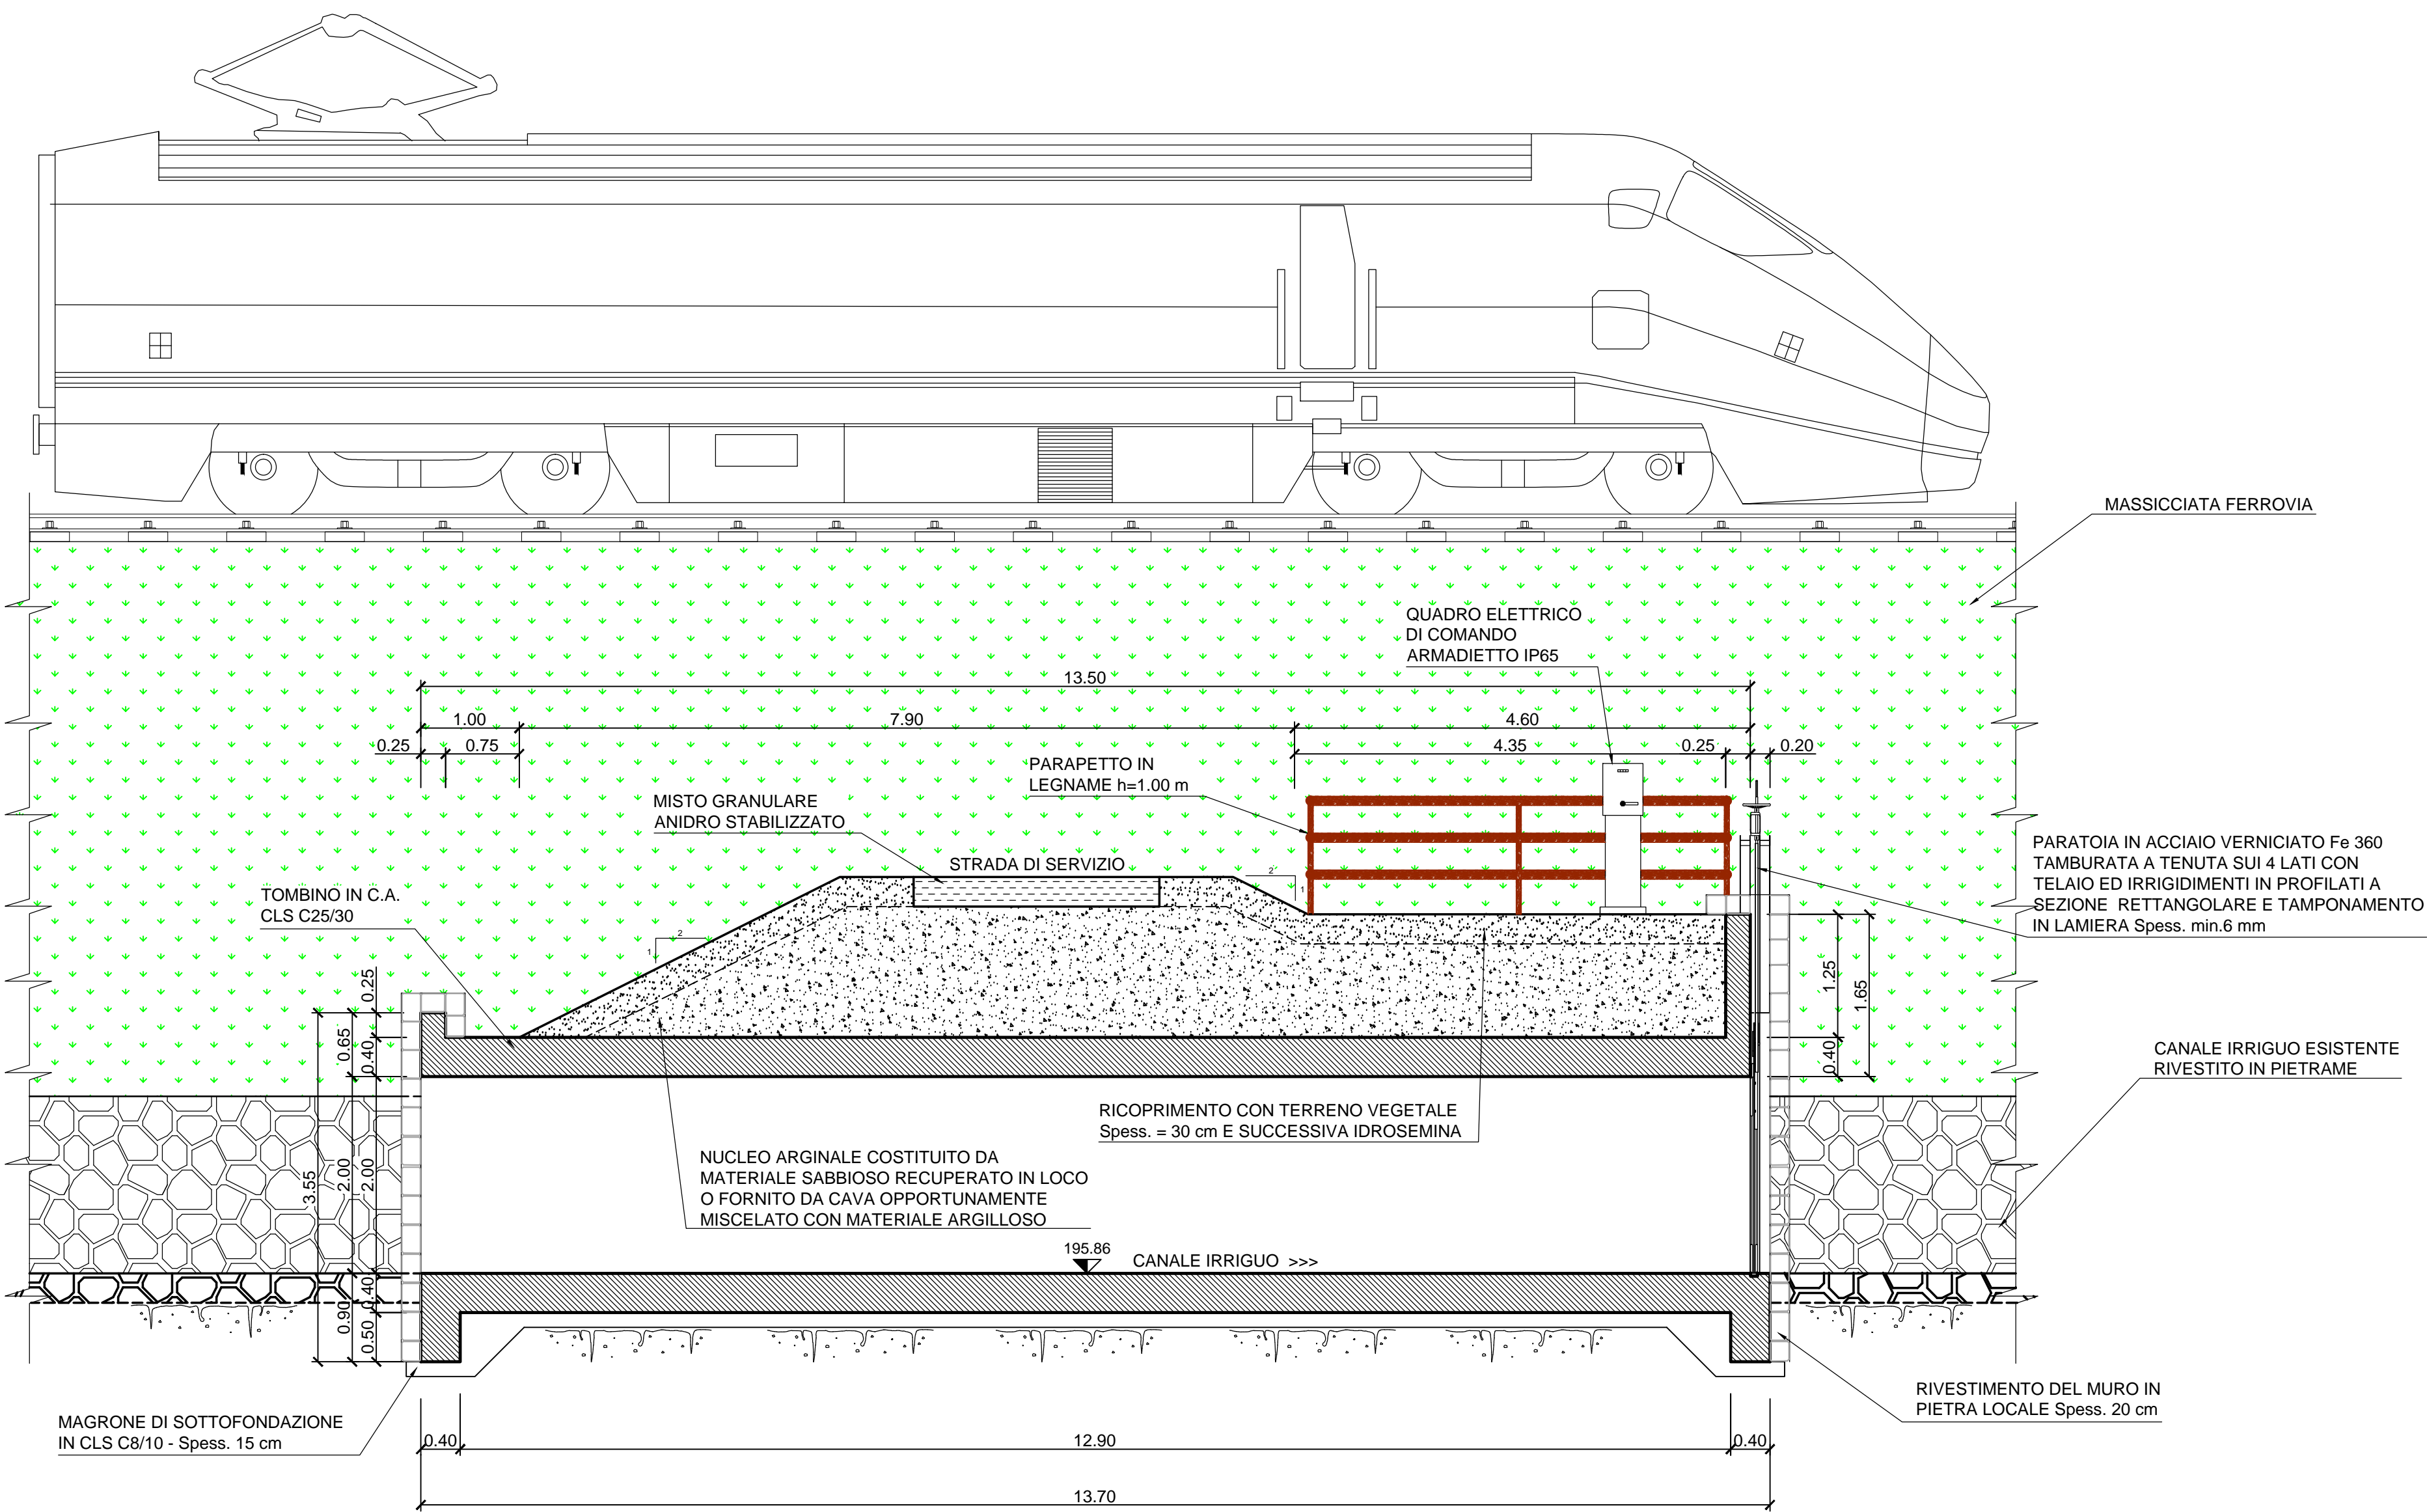 MASSICCIATA FERROVIA
QUADRO ELETTRICO
DI COMANDO
ARMADIETTO IP65
13.50
1.00
7.90
4.60
0.25
0.75
4.35
0.25
0.20
PARAPETTO IN
LEGNAME h=1.00 m
MISTO GRANULARE
ANIDRO STABILIZZATO
STRADA DI SERVIZIO
2
1
PARATOIA IN ACCIAIO VERNICIATO Fe 360
TAMBURATA A TENUTA SUI 4 LATI CON
TELAIO ED IRRIGIDIMENTI IN PROFILATI A
SEZIONE RETTANGOLARE E TAMPONAMENTO
IN LAMIERA Spess. min.6 mm
TOMBINO IN C.A.
CLS C25/30
2
1
0.25
0.65
0.40
3.55
2.00
2.00
0.40
0.90
0.50
1.25
1.65
0.40
CANALE IRRIGUO ESISTENTE
RIVESTITO IN PIETRAME
RICOPRIMENTO CON TERRENO VEGETALE
Spess. = 30 cm E SUCCESSIVA IDROSEMINA
NUCLEO ARGINALE COSTITUITO DA
MATERIALE SABBIOSO RECUPERATO IN LOCO
O FORNITO DA CAVA OPPORTUNAMENTE
MISCELATO CON MATERIALE ARGILLOSO
195.86
CANALE IRRIGUO >>>
RIVESTIMENTO DEL MURO IN
PIETRA LOCALE Spess. 20 cm
MAGRONE DI SOTTOFONDAZIONE
IN CLS C8/10 - Spess. 15 cm
0.40
12.90
0.40
13.70